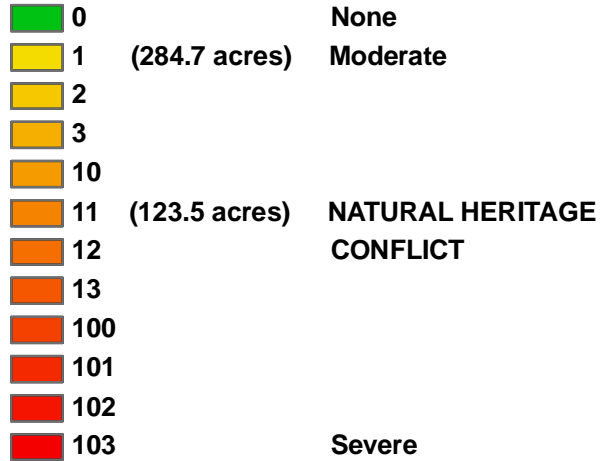 0 None
1 (284.7 acres) Moderate
2
3
10
11 (123.5 acres) NATURAL HERITAGE
12 CONFLICT
13
100
101
102
103 Severe